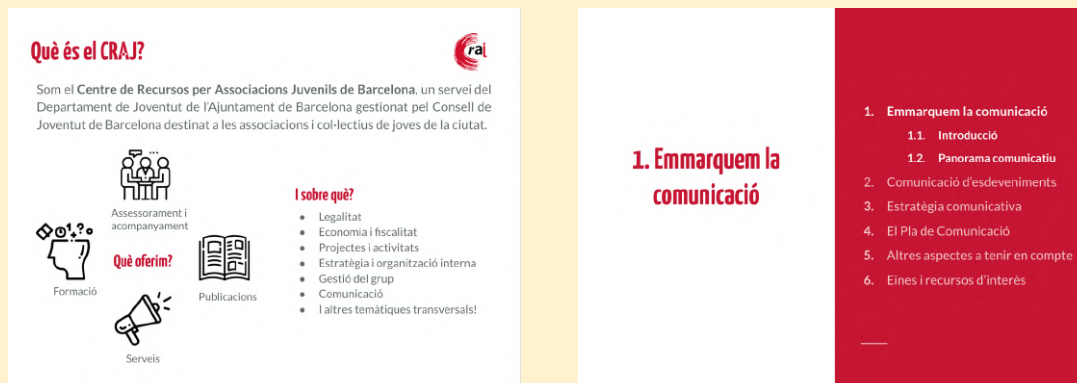 Què és el CRAJ?
craj
Som el Centre de Recursos per Associacions Juvenils de Barcelona, un servei del
Departament de Joventut de l'Ajuntament de Barcelona gestionat pel Consell de
Joventut de Barcelona destinat a les associacions i col·lectius de joves de la ciutat.
Assessorament i
acompanyament
Formació
Què oferim?
Publicacions
Serveis
I sobre què?
● Legalitat
● Economia i fiscalitat
● Projectes i activitats
● Estratègia i organització interna
● Gestió del grup
● Comunicació
● I altres temàtiques transversals!
1. Emmarquem la
comunicació
1. Emmarquem la comunicació
1.1. Introducció
1.2. Panorama comunicatiu
2. Comunicació d'esdeveniments
3. Estratègia comunicativa
4. El Pla de Comunicació
5. Altres aspectes a tenir en compte
6. Eines i recursos d'interès